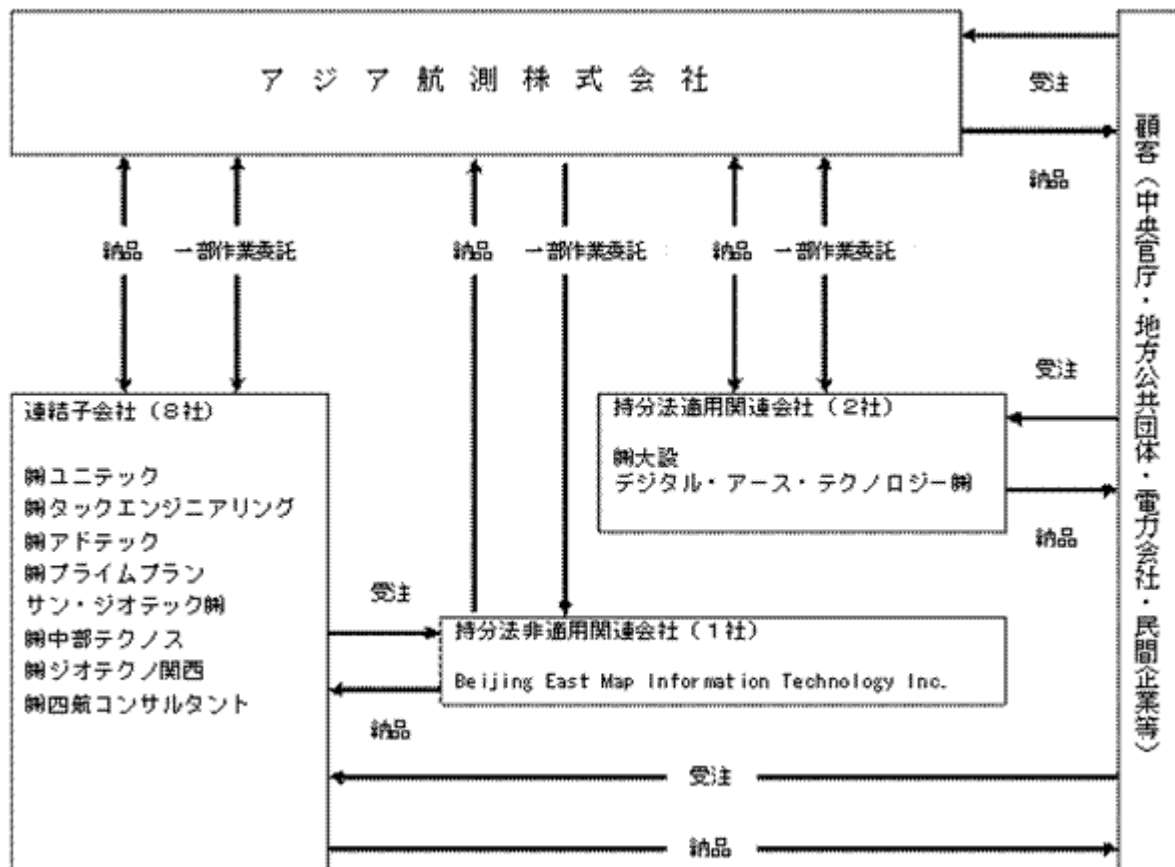 アジア航測株式会社
受注
納品
顧客（中央官庁・地方公共団体・電力会社・民間企業等）
納品
一部作業委託
納品
一部作業委託
納品
一部作業委託
連結子会社（８社）
㈱ユニテック
㈱タックエンジニアリング
㈱アドテック
㈱プライムプラン
サン・ジオテック㈱
㈱中部テクノス
㈱ジオテクノ関西
㈱四航コンサルタント
持分法適用関連会社（２社）
㈱大設
デジタル・アース・テクノロジー㈱
受注
納品
受注
持分法非適用関連会社（１社）
Beijing East Map Information Technology Inc.
納品
受注
納品